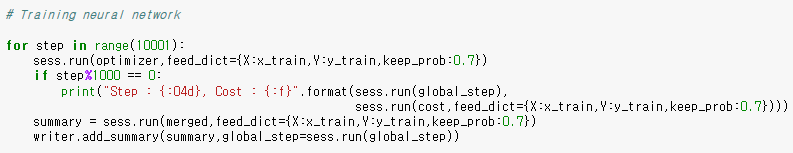 # Training neural network
for step in range(10001):
sess.run(optimizer,feed_dict={X:x_train,Y:y_train,keep_prob:0.7})
if step%1000 == 0:
print("Step : {:04d}, Cost : {:f}".format(sess.run(global_step),
sess.run(cost,feed_dict={X:x_train,Y:y_train,keep_prob:0.7})))
summary = sess.run(merged,feed_dict={X:x_train,Y:y_train,keep_prob:0.7})
writer.add_summary(summary,global_step=sess.run(global_step))